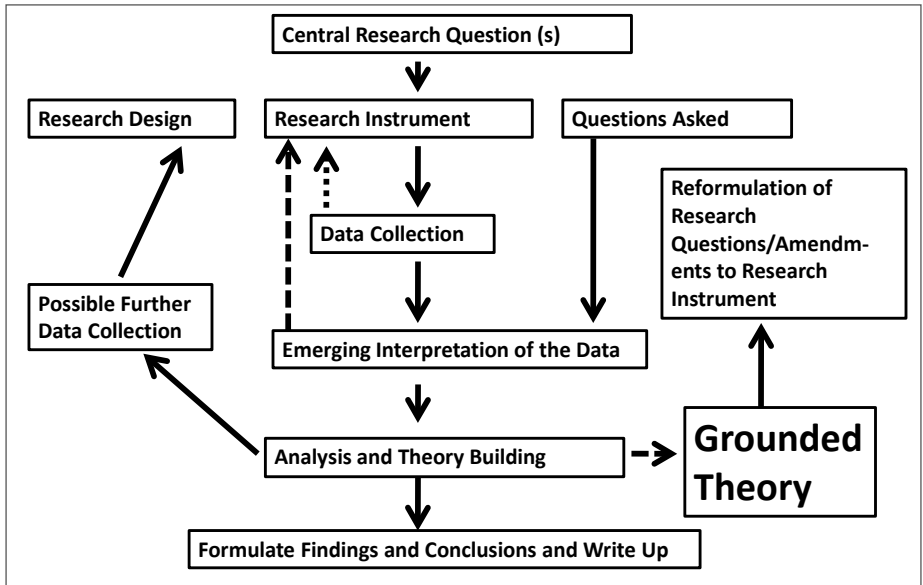 Central Research Question (s)
Research Design
Research Instrument
Questions Asked
Reformulation of
Research
Questions/Amendm-
ents to Research
Instrument
Data Collection
Possible Further
Data Collection
Emerging Interpretation of the Data
Grounded
Theory
Analysis and Theory Building
Formulate Findings and Conclusions and Write Up